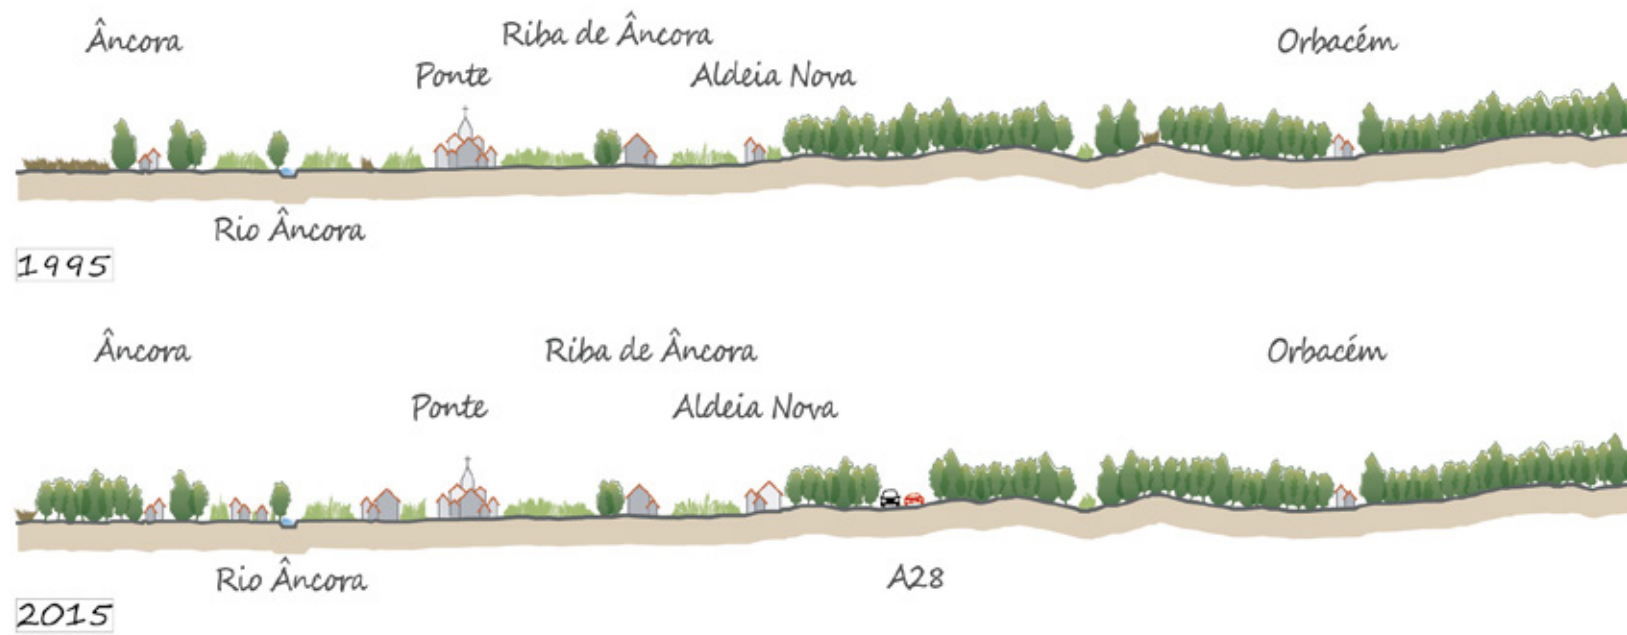 Âncora
Riba de Âncora
Orbacém
Ponte
Aldeia Nova
Rio Âncora
1995
Âncora
Riba de Âncora
Orbacém
Ponte
Aldeia Nova
Rio Âncora
A28
2015